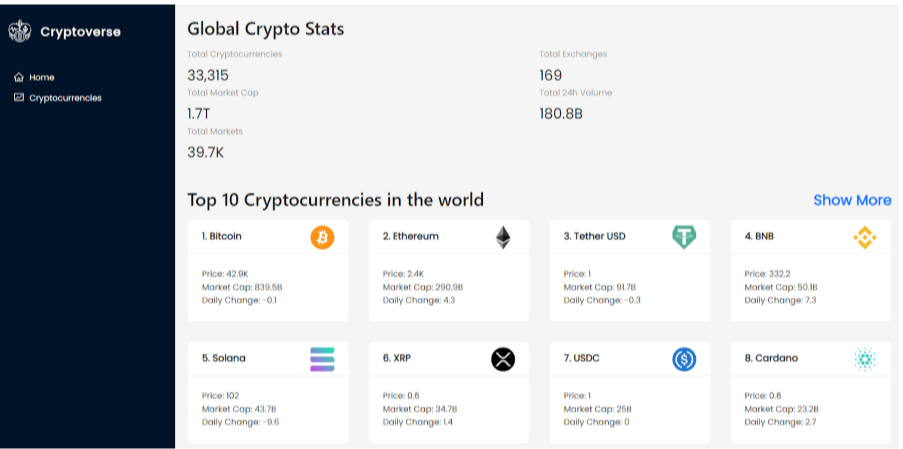 Cryptoverse
Home
Cryptocurrencies
Global Crypto Stats
Total Cryptocurrencies
33,315
Total Exchanges
169
Total Market Cap
1.7T
Total 24h Volume
180.8B
Total Markets
39.7K
Top 10 Cryptocurrencies in the world
Show More
1. Bitcoin
Price: 42.9K
Market Cap: 839.5B
Daily Change: -0.1
2. Ethereum
Price: 2.4K
Market Cap: 290.9B
Daily Change: 4.3
3. Tether USD
Price: 1
Market Cap: 91.7B
Daily Change: -0.3
4. BNB
Price: 332.2
Market Cap: 50.1B
Daily Change: 7.3
5. Solana
Price: 102
Market Cap: 43.7B
Daily Change: -9.6
6. XRP
Price: 0.6
Market Cap: 34.7B
Daily Change: 1.4
7. USDC
Price: 1
Market Cap: 25B
Daily Change: 0
8. Cardano
Price: 0.6
Market Cap: 23.2B
Daily Change: 2.7